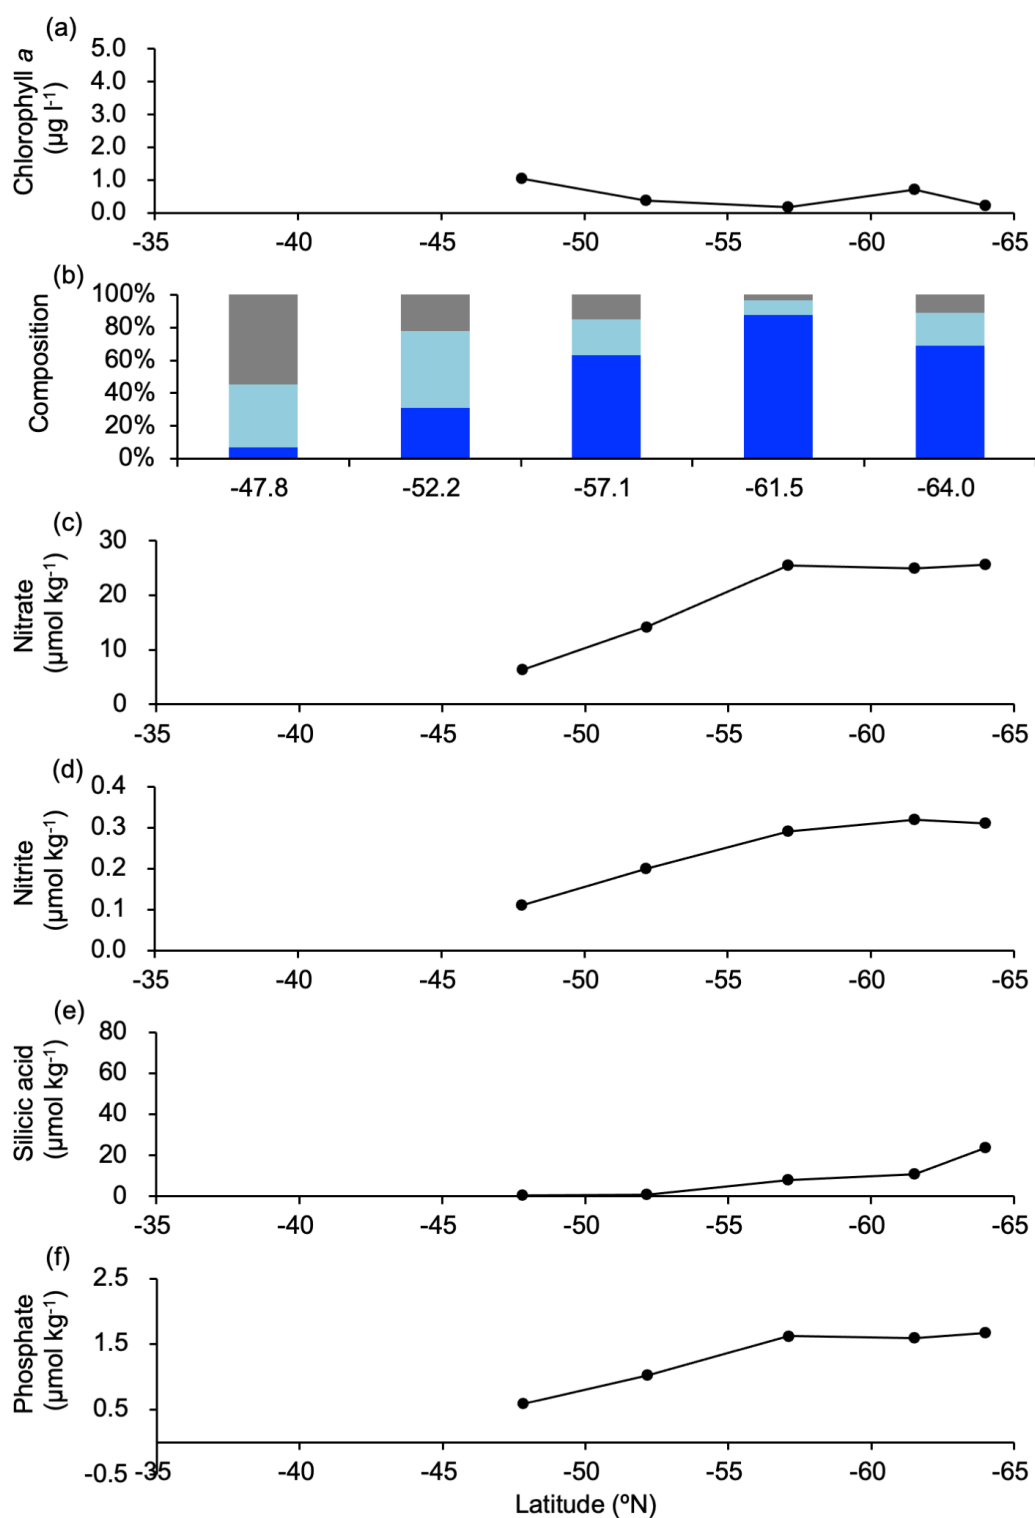 (a)
Chlorophyll a
(µg l-1)
5.0
4.0
3.0
2.0
1.0
0.0
-35 -40 -45 -50 -55 -60 -65
(b)
Composition
100%
80%
60%
40%
20%
0%
-47.8 -52.2 -57.1 -61.5 -64.0
(c)
Nitrate
(µmol kg-1)
30
20
10
0
-35 -40 -45 -50 -55 -60 -65
(d)
Nitrite
(µmol kg-1)
0.4
0.3
0.2
0.1
0.0
-35 -40 -45 -50 -55 -60 -65
(e)
Silicic acid
(µmol kg-1)
80
60
40
20
0
-35 -40 -45 -50 -55 -60 -65
(f)
Phosphate
(µmol kg-1)
2.5
1.5
0.5
-0.5
-35 -40 -45 -50 -55 -60 -65
Latitude (ºN)